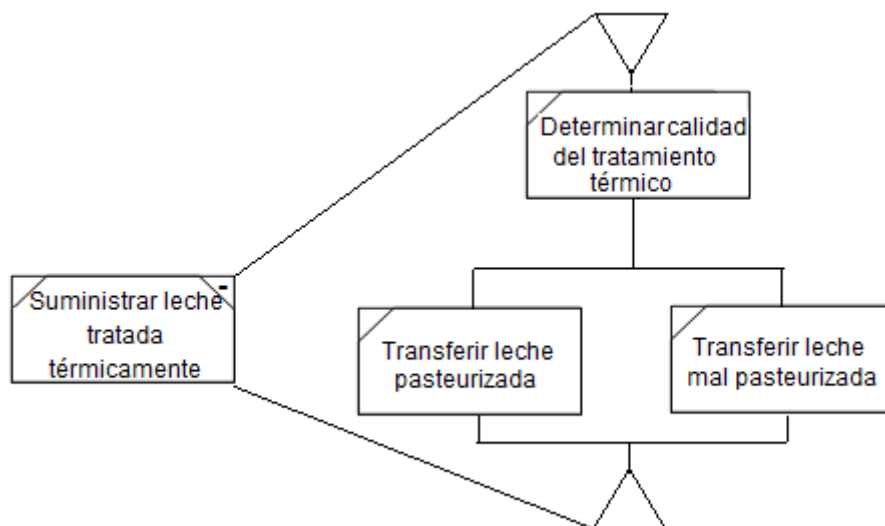 Determinar calidad
del tratamiento
térmico
Suministrar leche
tratada
térmicamente
Transferir leche
pasteurizada
Transferir leche
mal pasteurizada